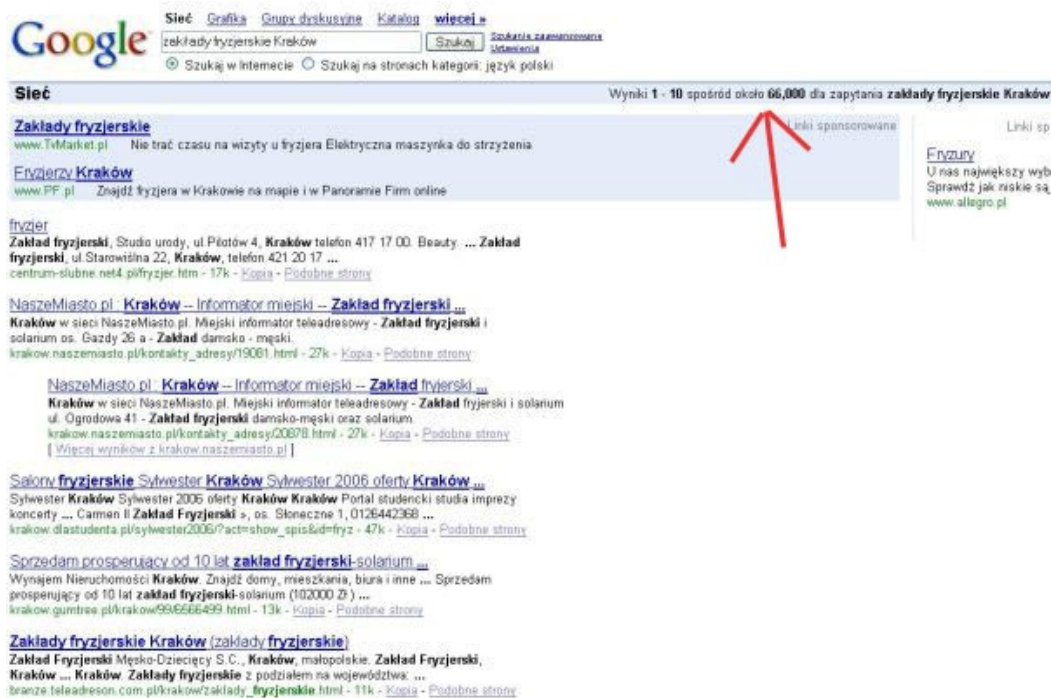 Sieć Grafika Grupy dyskusyjne Katalog więcej »
Google
zakłady fryzjerskie Kraków Szukaj Szukanie zaawansowane
Ustawienia
Szukaj w Internecie Szukaj na stronach kategorii: język polski
Sieć Wyniki 1 - 10 spośród około 66,000 dla zapytania zakłady fryzjerskie Kraków
Zakłady fryzjerskie Linki sponsorowane
www.TvMarket.pl Nie trać czasu na wizyty u fryzjera Elektryczna maszynka do strzyżenia
Fryzjerzy Kraków
www.PF.pl Znajdź fryzjera w Krakowie na mapie i w Panoramie Firm online
Linki sp
Fryzury
U nas największy wyb
Sprawdź jak niskie są
www.allegro.pl
fryzjer
Zakład fryzjerski, Studio urody, ul.Pilotów 4, Kraków telefon 417 17 00. Beauty. ... Zakład
fryzjerski, ul.Starowiślna 22, Kraków, telefon 421 20 17 ...
centrum-slubne.net4.pl/fryzjer.htm - 17k - Kopia - Podobne strony
NaszeMiasto.pl : Kraków -- Informator miejski -- Zakład fryzjerski ...
Kraków w sieci NaszeMiasto.pl. Miejski informator teleadresowy - Zakład fryzjerski i
solarium os. Gazdy 26 a - Zakład damsko - męski.
krakow.naszemiasto.pl/kontakty_adresy/19081.html - 27k - Kopia - Podobne strony
NaszeMiasto.pl : Kraków -- Informator miejski -- Zakład fryjerski ...
Kraków w sieci NaszeMiasto.pl. Miejski informator teleadresowy - Zakład fryjerski i solarium
ul. Ogrodowa 41 - Zakład fryzjerski damsko-męski oraz solarium.
krakow.naszemiasto.pl/kontakty_adresy/20878.html - 27k - Kopia - Podobne strony
[ Więcej wyników z krakow.naszemiasto.pl ]
Salony fryzjerskie Sylwester Kraków Sylwester 2006 oferty Kraków ...
Sylwester Kraków Sylwester 2006 oferty Kraków Kraków Portal studencki studia imprezy
koncerty ... Carmen II Zakład Fryzjerski », os. Słoneczne 1, 0126442368 ...
krakow.dlastudenta.pl/sylwester2006/?act=show_spis&id=fryz - 47k - Kopia - Podobne strony
Sprzedam prosperujący od 10 lat zakład fryzjerski-solarium ...
Wynajem Nieruchomości Kraków. Znajdź domy, mieszkania, biura i inne ... Sprzedam
prosperujący od 10 lat zakład fryzjerski-solarium (102000 Zł) ...
krakow.gumtree.pl/krakow/99/6566499.html - 13k - Kopia - Podobne strony
Zakłady fryzjerskie Kraków (zaklady fryzjerskie)
Zakład Fryzjerski Męsko-Dziecięcy S.C., Kraków, małopolskie. Zakład Fryzjerski,
Kraków ... Kraków. Zakłady fryzjerskie z podziałem na województwa: ...
branze.teleadreson.com.pl/krakow/zaklady_fryzjerskie.html - 11k - Kopia - Podobne strony